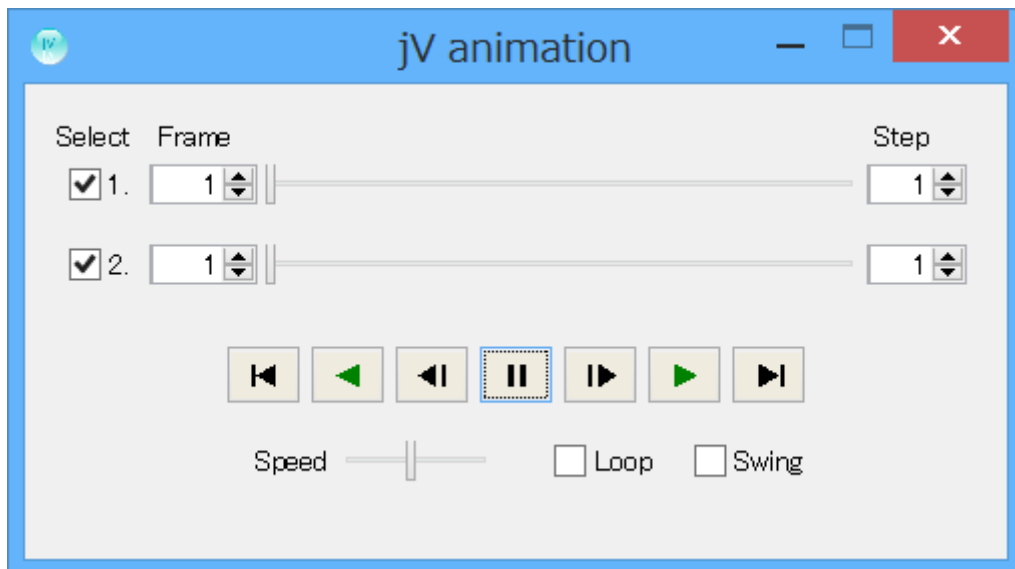 jV animation
Select Frame Step
1. 1 1
2. 1 1
Speed Loop Swing